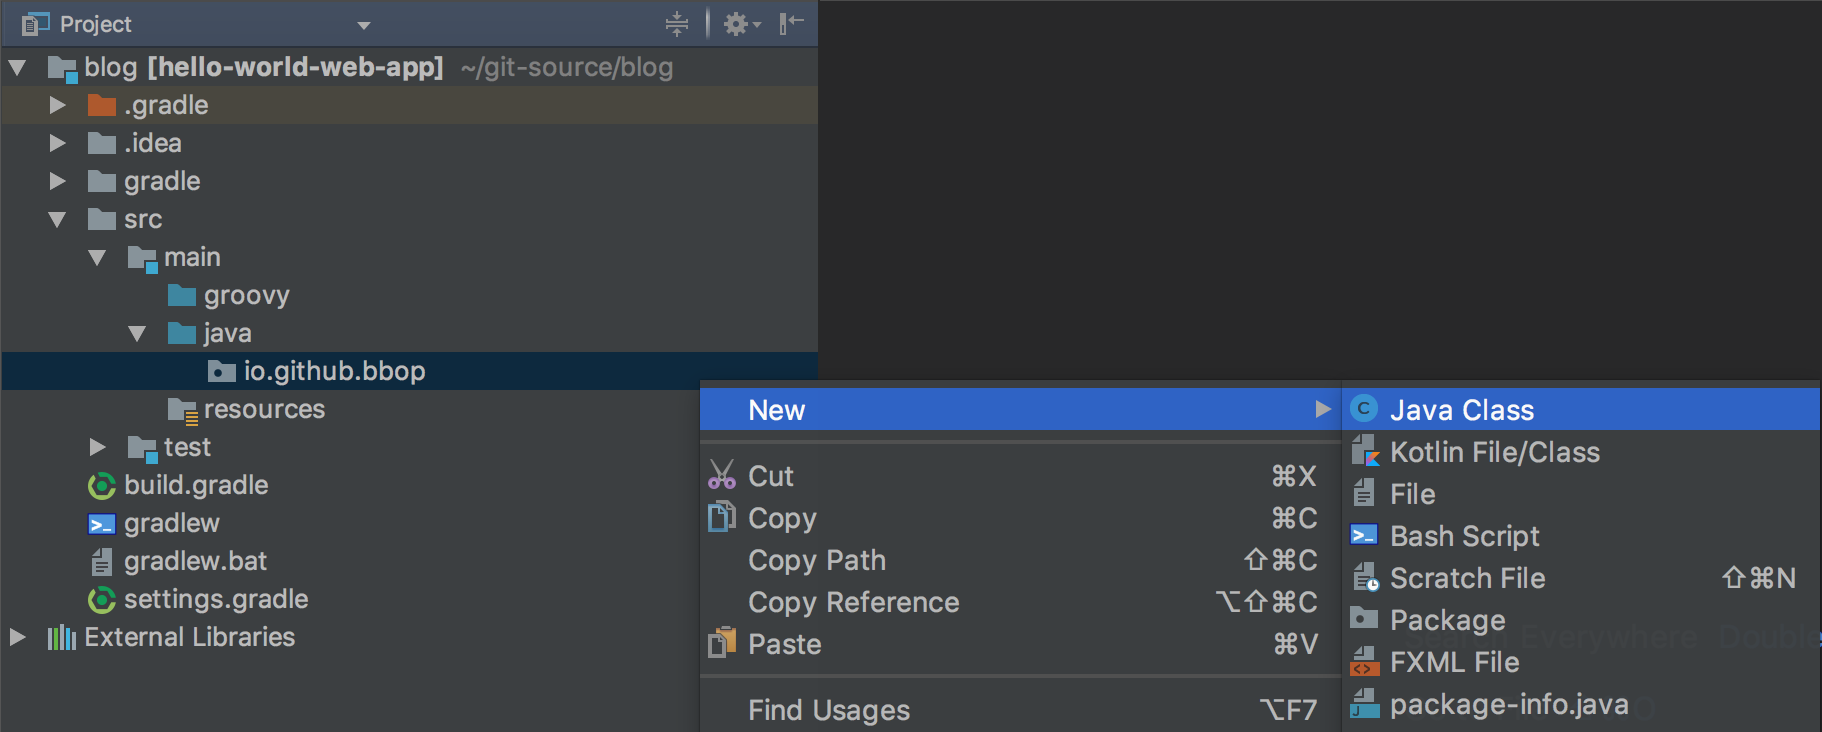 Project
blog [hello-world-web-app] ~/git-source/blog
.gradle
.idea
gradle
src
main
groovy
java
io.github.bbop
resources
test
build.gradle
gradlew
gradlew.bat
settings.gradle
External Libraries
New
Cut ⌘X
Copy ⌘C
Copy Path ⇧⌘C
Copy Reference ⌥⇧⌘C
Paste ⌘V
Find Usages ⌥F7
Java Class
Kotlin File/Class
File
Bash Script
Scratch File ⇧⌘N
Package
Search Everywhere Double
FXML File
package-info.java